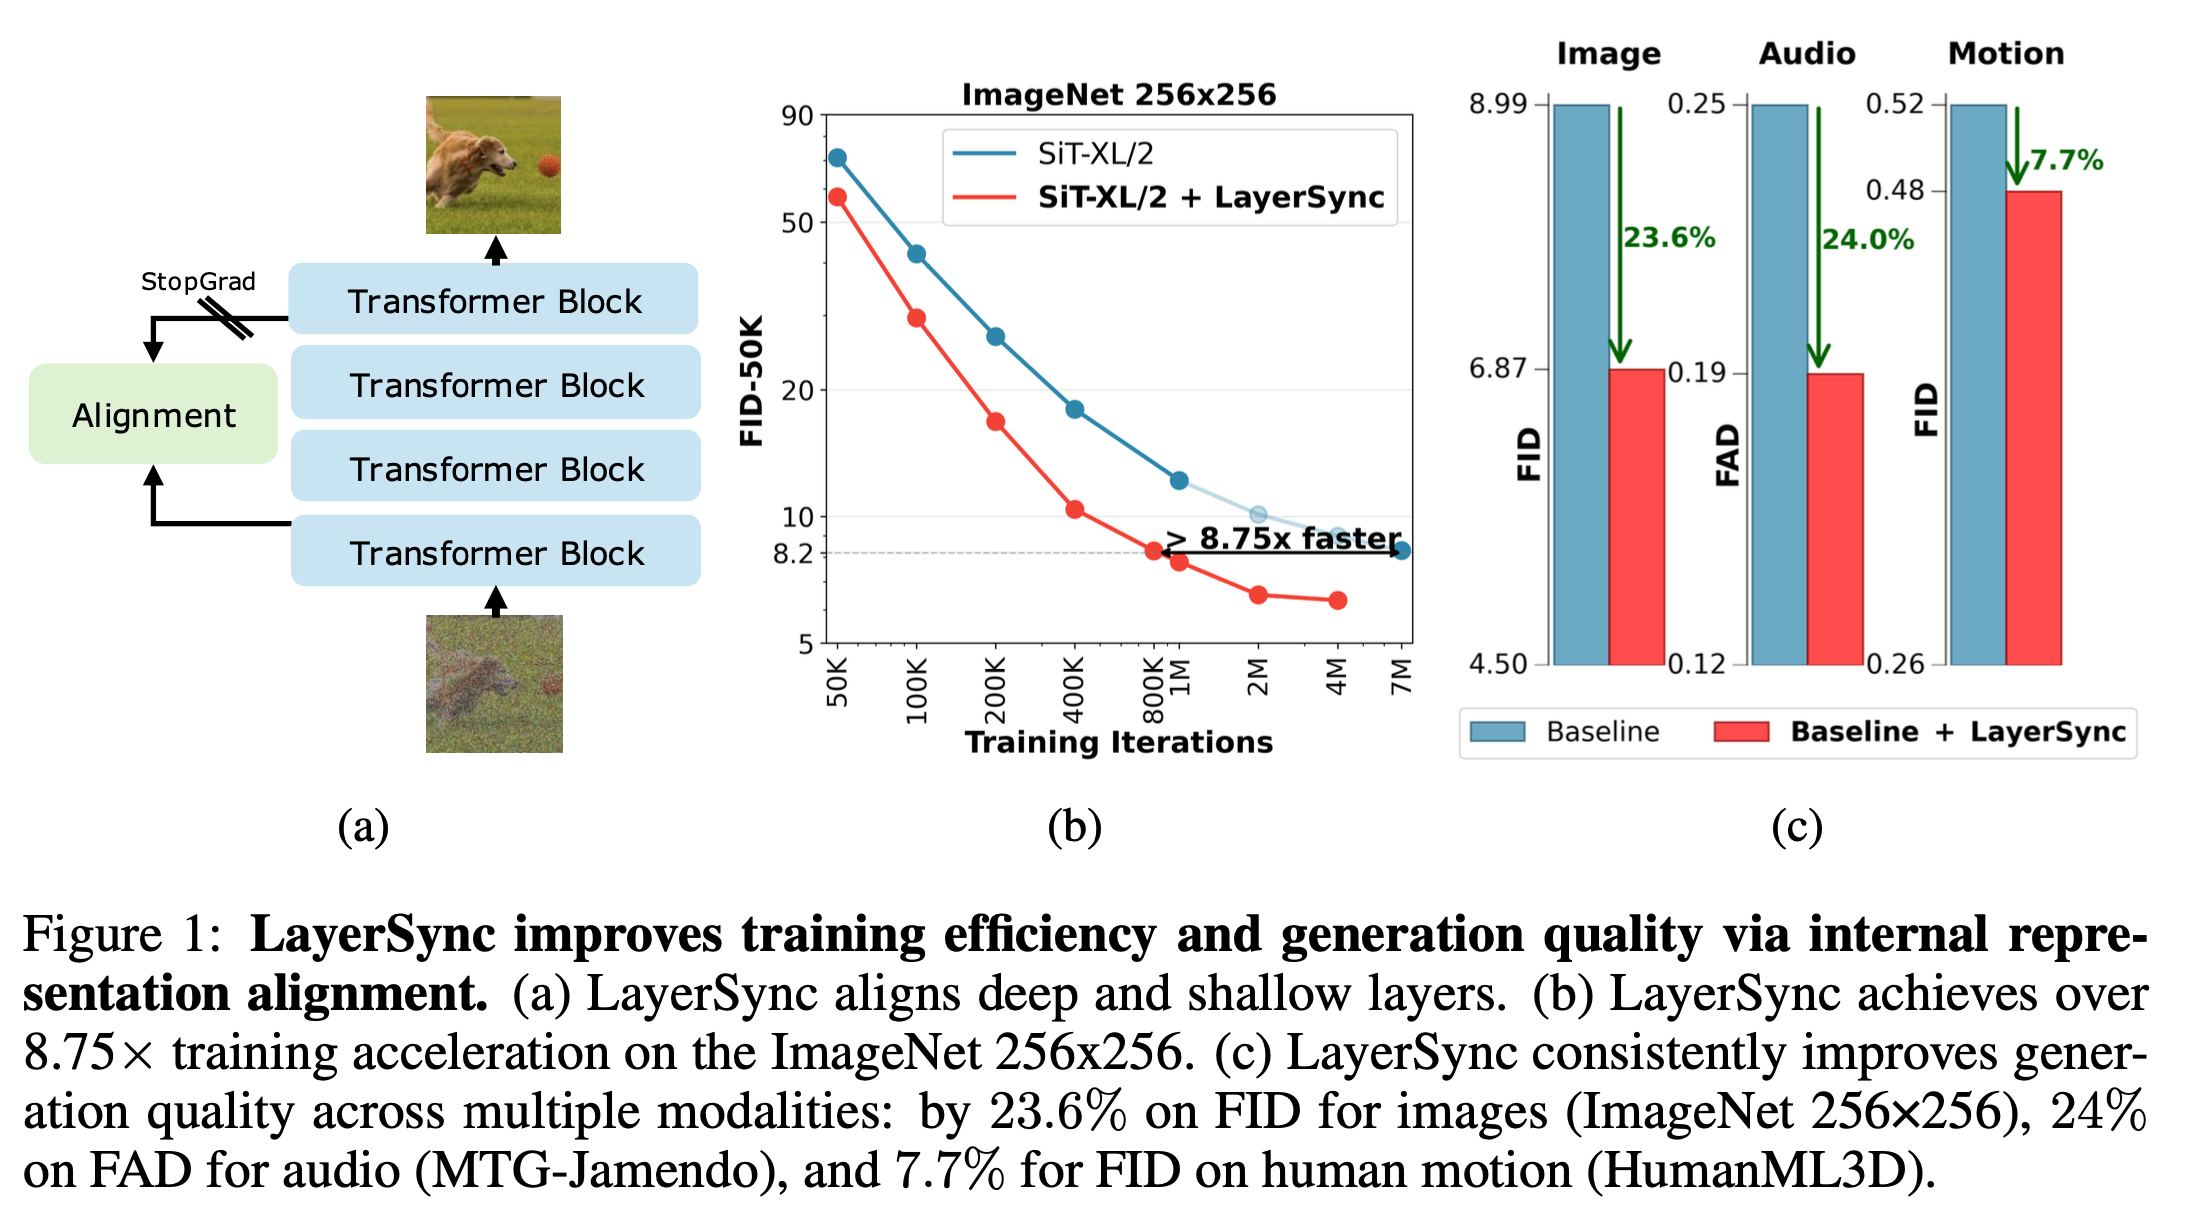 StopGrad
Transformer Block
Transformer Block
Transformer Block
Transformer Block
Alignment
(a)
ImageNet 256x256
SiT-XL/2
SiT-XL/2 + LayerSync
FID-50K
90
50
20
10
8.2
5
> 8.75x faster
50K
100K
200K
400K
800K
1M
2M
4M
7M
Training Iterations
(b)
Image
8.99
6.87
4.50
FID
23.6%
Audio
0.25
0.19
0.12
FAD
24.0%
Motion
0.52
0.48
0.26
FID
7.7%
Baseline
Baseline + LayerSync
(c)
Figure 1: LayerSync improves training efficiency and generation quality via internal repre-
sentation alignment. (a) LayerSync aligns deep and shallow layers. (b) LayerSync achieves over
8.75× training acceleration on the ImageNet 256x256. (c) LayerSync consistently improves gener-
ation quality across multiple modalities: by 23.6% on FID for images (ImageNet 256×256), 24%
on FAD for audio (MTG-Jamendo), and 7.7% for FID on human motion (HumanML3D).